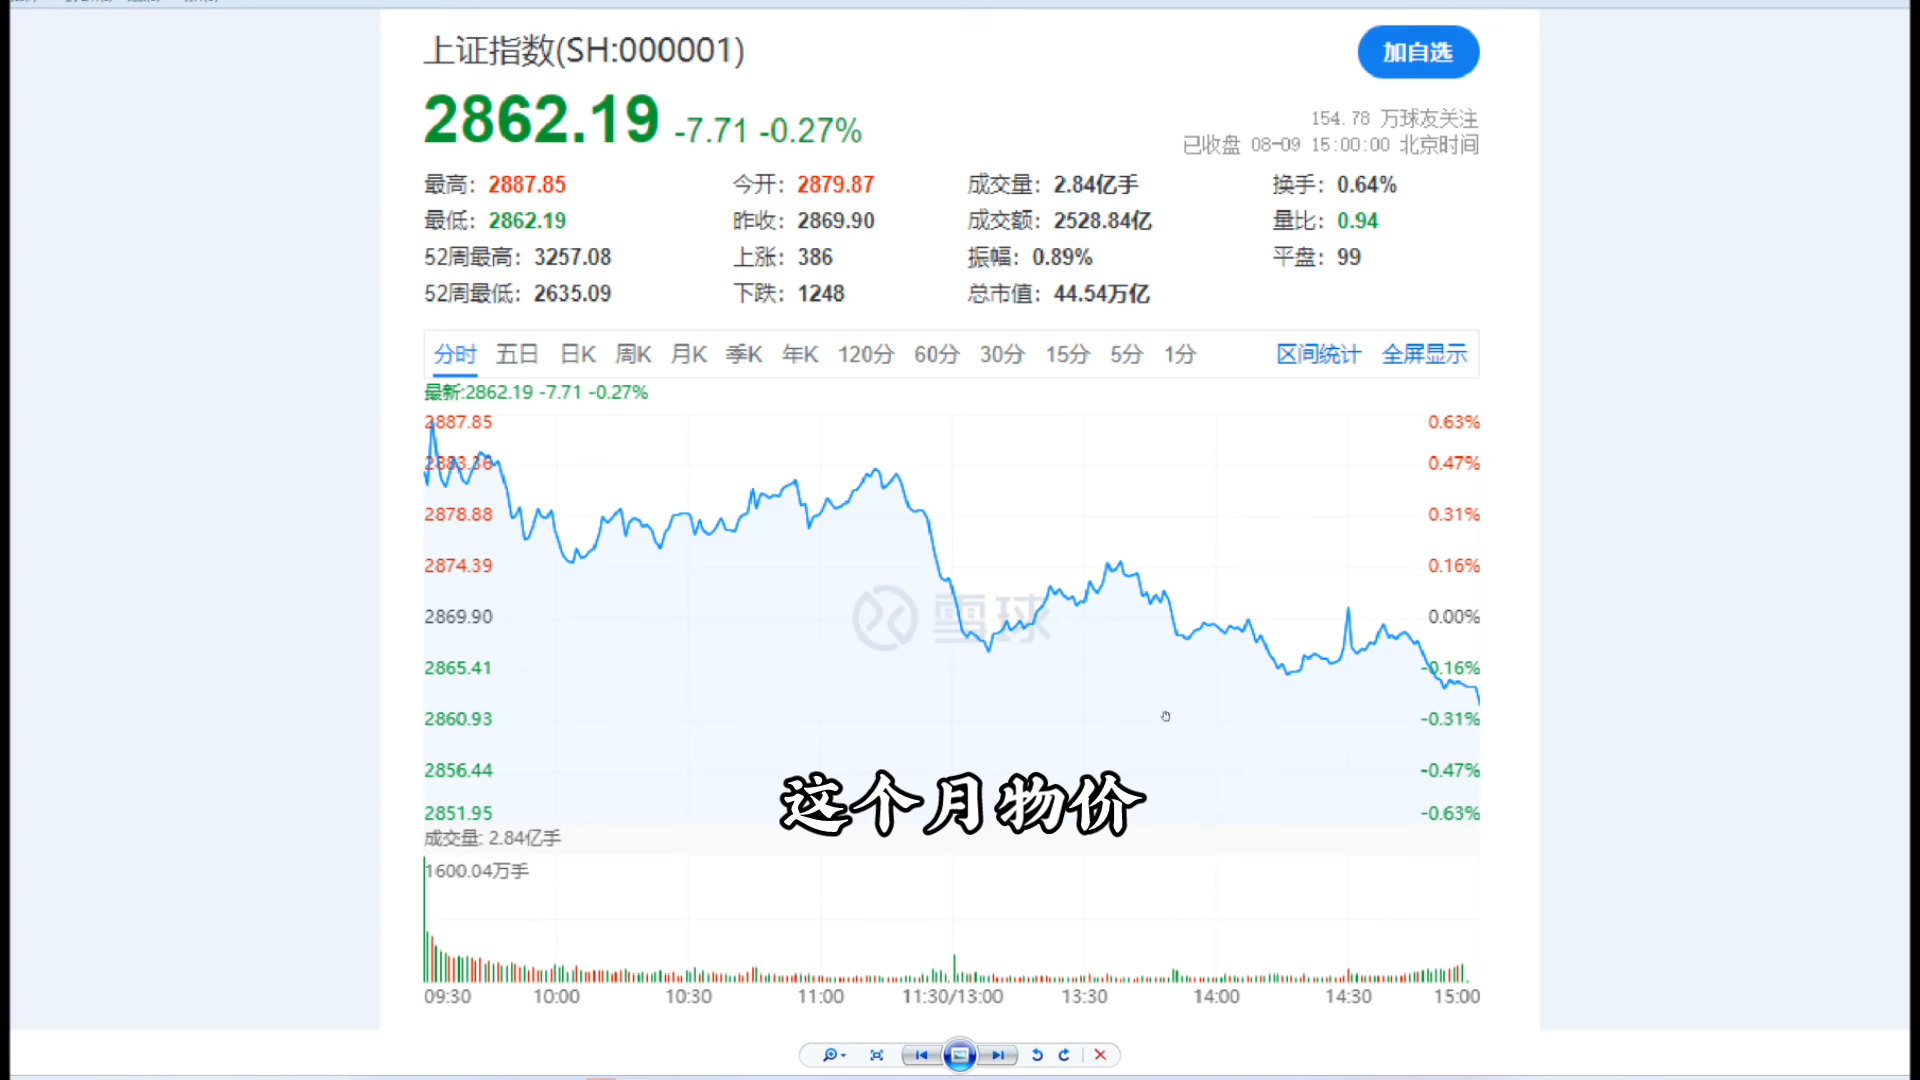 上证指数(SH:000001)
加自选
2862.19 -7.71 -0.27%
154.78 万球友关注
已收盘 08-09 15:00:00 北京时间
最高: 2887.85 今开: 2879.87 成交量: 2.84亿手 换手: 0.64%
最低: 2862.19 昨收: 2869.90 成交额: 2528.84亿 量比: 0.94
52周最高: 3257.08 上涨: 386 振幅: 0.89% 平盘: 99
52周最低: 2635.09 下跌: 1248 总市值: 44.54万亿
分时 五日 日K 周K 月K 季K 年K 120分 60分 30分 15分 5分 1分 区间统计 全屏显示
最新:2862.19 -7.71 -0.27%
2887.85 0.63%
2883.36 0.47%
2878.88 0.31%
2874.39 0.16%
雪球
2869.90 0.00%
2865.41 -0.16%
2860.93 -0.31%
2856.44 -0.47%
这个月物价
2851.95 -0.63%
成交量: 2.84亿手
1600.04万手
09:30 10:00 10:30 11:00 11:30/13:00 13:30 14:00 14:30 15:00